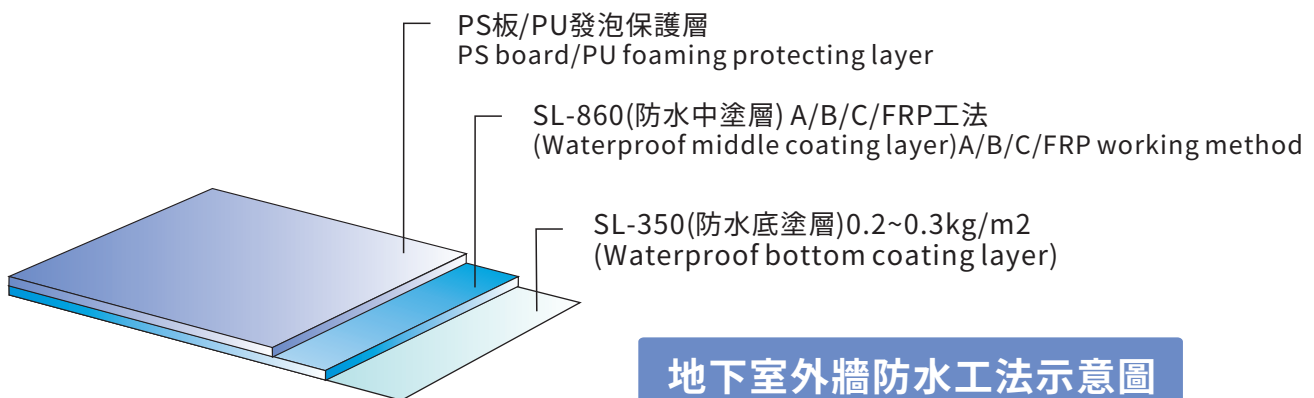 PS板/PU發泡保護層
PS board/PU foaming protecting layer
SL-860(防水中塗層) A/B/C/FRP工法
(Waterproof middle coating layer)A/B/C/FRP working method
SL-350(防水底塗層)0.2~0.3kg/m2
(Waterproof bottom coating layer)
地下室外牆防水工法示意圖